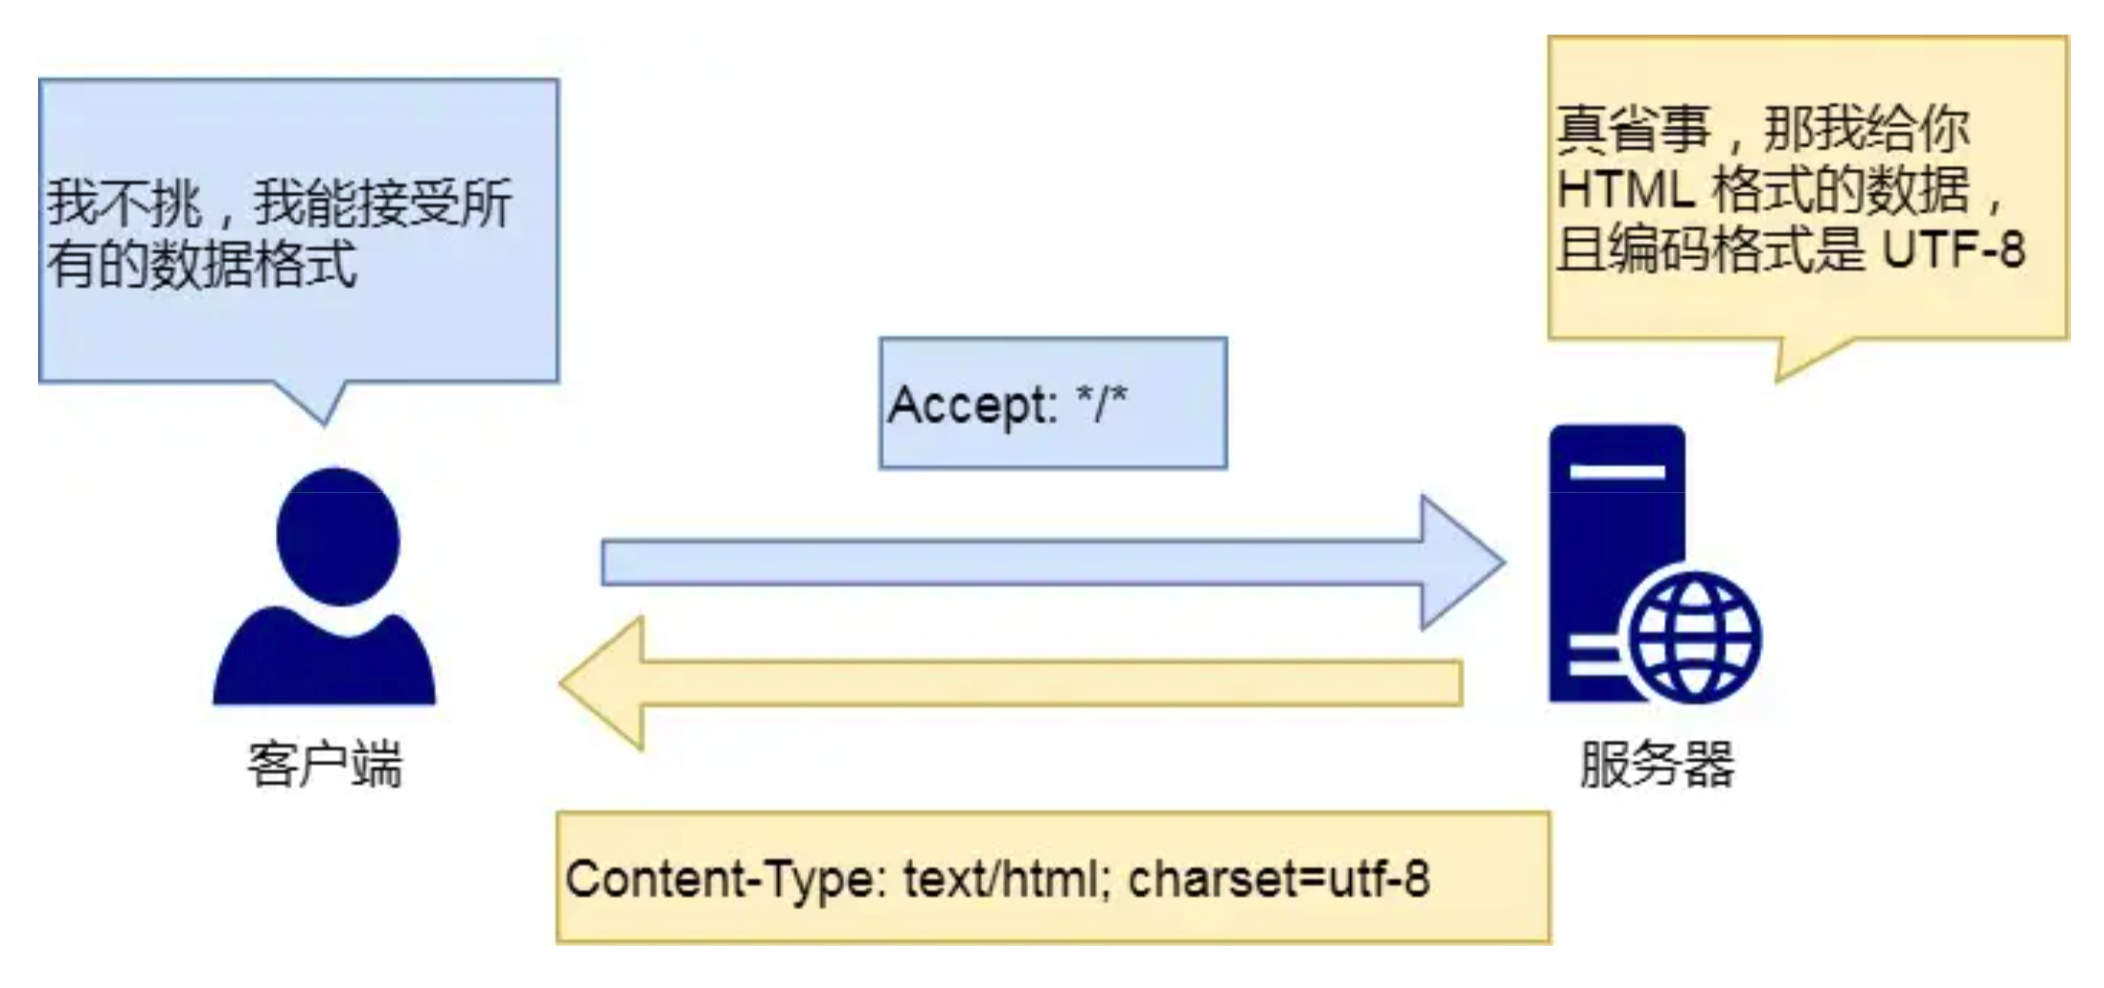 我不挑，我能接受所
有的数据格式
真省事，那我给你
HTML 格式的数据，
且编码格式是 UTF-8
Accept: */*
客户端
服务器
Content-Type: text/html; charset=utf-8